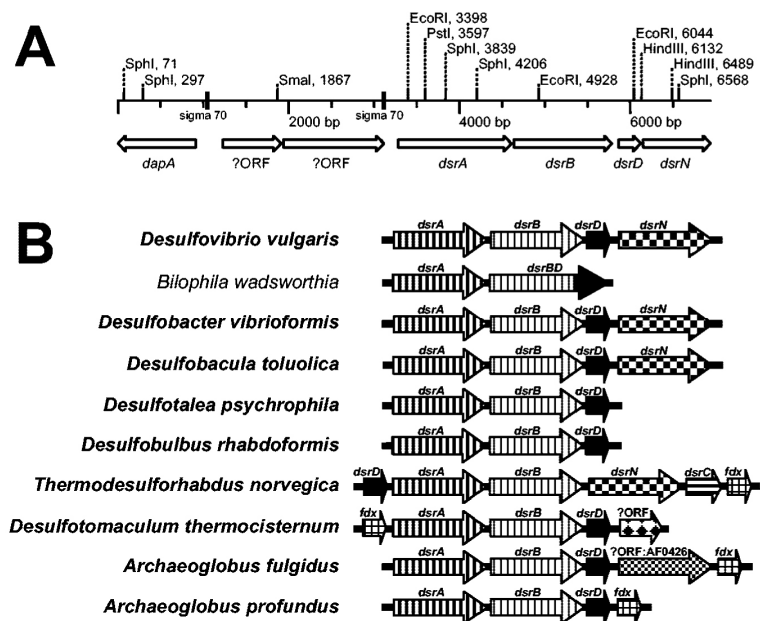 A
EcoRI, 3398
PstI, 3597
SphI, 3839
SphI, 4206
EcoRI, 4928
EcoRI, 6044
HindIII, 6132
HindIII, 6489
SphI, 6568
SphI, 71
SphI, 297
SmaI, 1867
sigma 70
2000 bp
sigma 70
4000 bp
6000 bp
dapA ?ORF ?ORF dsrA dsrB dsrD dsrN
B
dsrA dsrB dsrD dsrN
Desulfovibrio vulgaris
dsrA dsrBD
Bilophila wadsworthia
dsrA dsrB dsrD dsrN
Desulfobacter vibrioformis
dsrA dsrB dsrD dsrN
Desulfobacula toluolica
dsrA dsrB dsrD
Desulfotalea psychrophila
dsrA dsrB dsrD
Desulfobulbus rhabdoformis
dsrD dsrA dsrB dsrN dsrC fdx
Thermodesulforhabdus norvegica
fdx dsrA dsrB dsrD ?ORF
Desulfotomaculum thermocisternum
dsrA dsrB dsrD ?ORF:AF0426 fdx
Archaeoglobus fulgidus
dsrA dsrB dsrD fdx
Archaeoglobus profundus